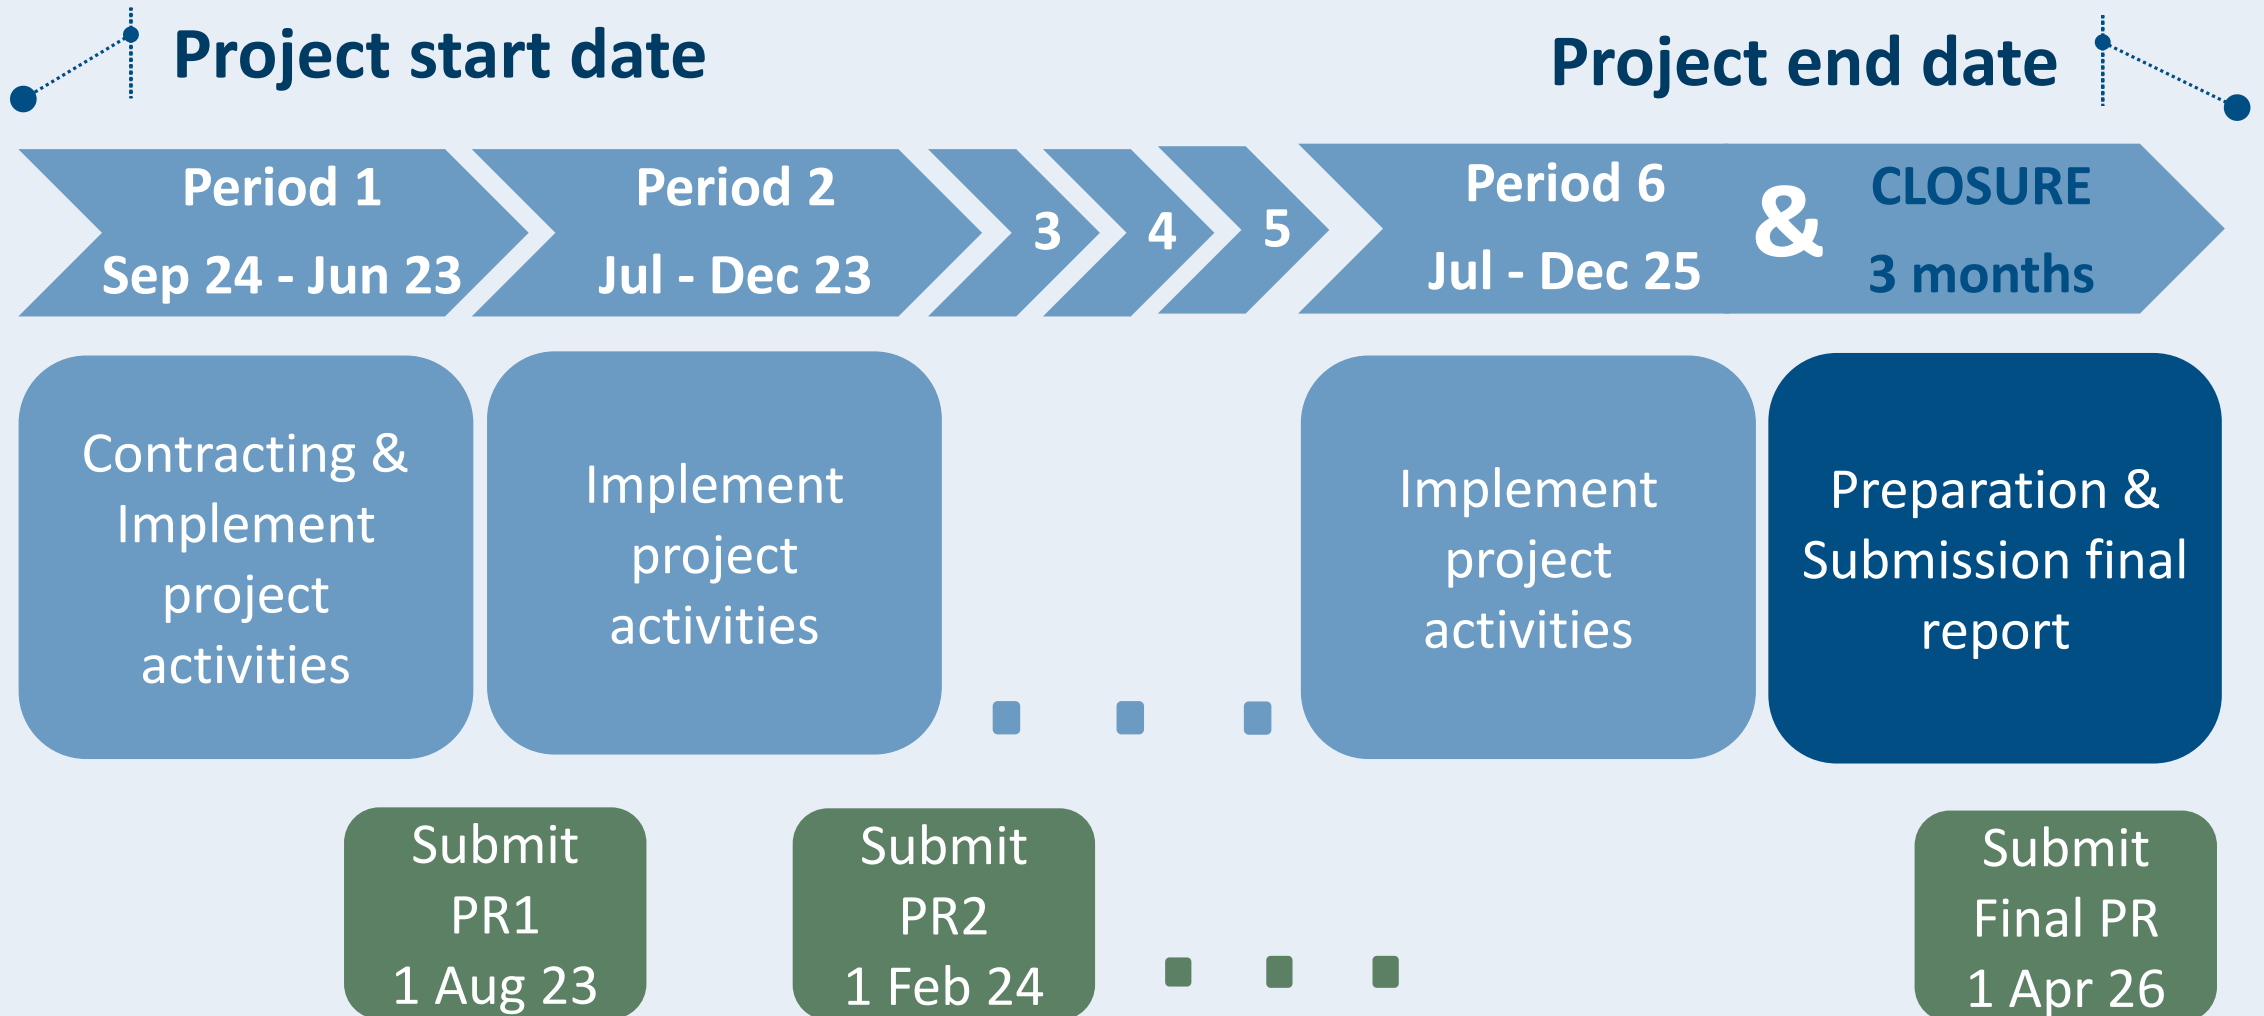 Project start date
Project end date
Period 1
Sep 24 - Jun 23
Period 2
Jul - Dec 23
3
4
5
Period 6
Jul - Dec 25
&
CLOSURE
3 months
Contracting &
Implement
project
activities
Implement
project
activities
Implement
project
activities
Preparation &
Submission final
report
Submit
PR1
1 Aug 23
Submit
PR2
1 Feb 24
Submit
Final PR
1 Apr 26